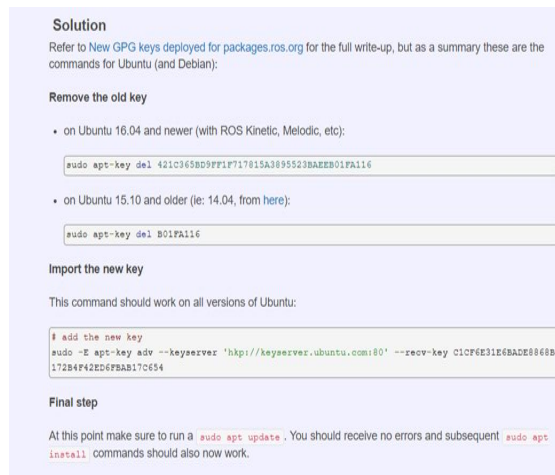 Solution
Refer to New GPG keys deployed for packages.ros.org for the full write-up, but as a summary these are the
commands for Ubuntu (and Debian):
Remove the old key
• on Ubuntu 16.04 and newer (with ROS Kinetic, Melodic, etc):
sudo apt-key del 421C365BD9FF1F717815A3895523BAEEB01FA116
• on Ubuntu 15.10 and older (ie: 14.04, from here):
sudo apt-key del B01FA116
Import the new key
This command should work on all versions of Ubuntu:
# add the new key
sudo -E apt-key adv --keyserver 'hkp://keyserver.ubuntu.com:80' --recv-key C1CF6E31E6BADE8868B
172B4F42ED6FBAB17C654
Final step
At this point make sure to run a sudo apt update . You should receive no errors and subsequent sudo apt
install commands should also now work.